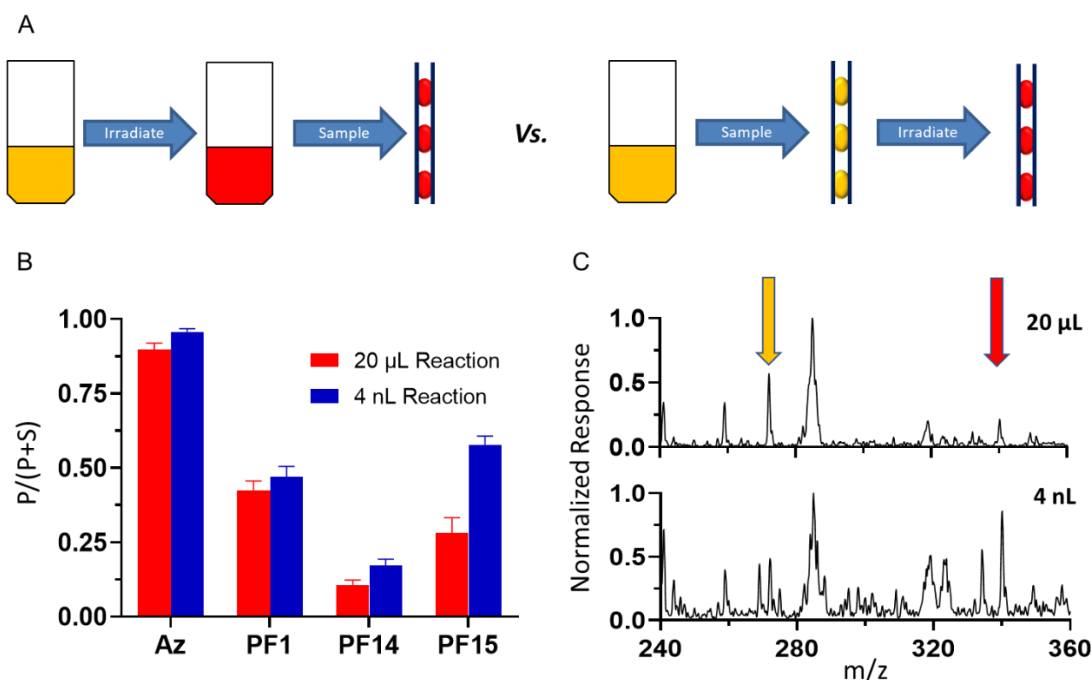 A
Irradiate
Sample
Vs.
Sample
Irradiate
B
1.00
0.75
0.50
0.25
0.00
P/(P+S)
20 µL Reaction
4 nL Reaction
Az PF1 PF14 PF15
C
Normalized Response
1.0
0.5
0.0
20 µL
1.0
0.5
0.0
4 nL
240 280 320 360
m/z